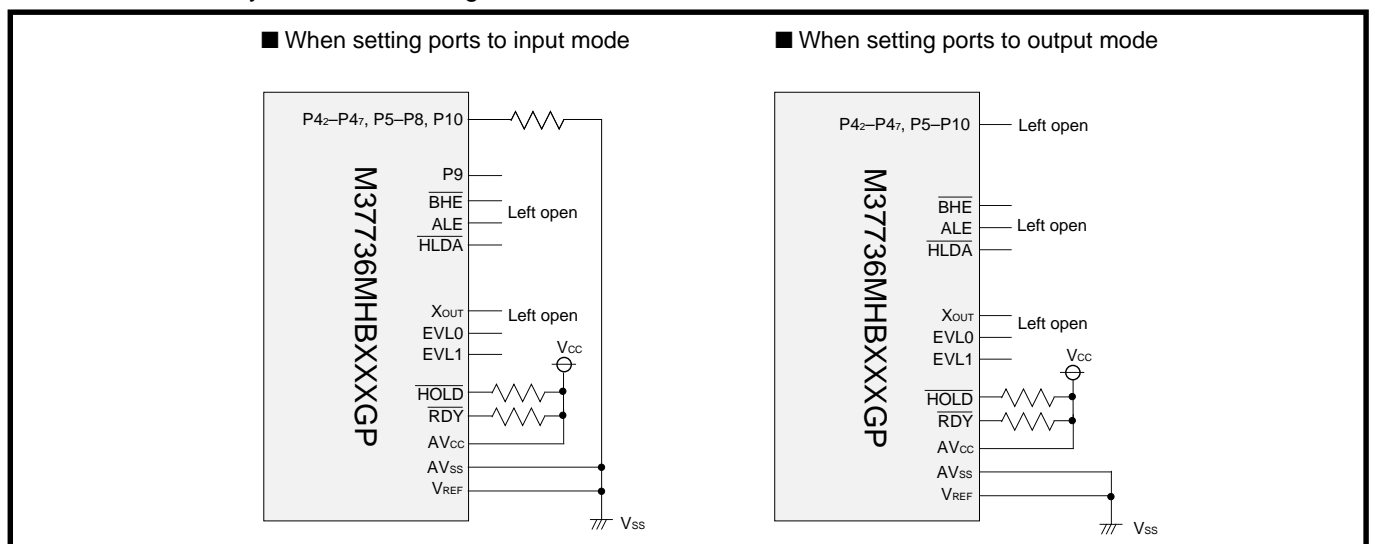 ■ When setting ports to input mode
P42–P47, P5–P8, P10
P9
BHE
ALE
HLDA
Left open
XOUT
EVL0
EVL1
Left open
VCC
HOLD
RDY
AVCC
AVSS
VREF
VSS
M37736MHBXXXGP
■ When setting ports to output mode
P42–P47, P5–P10
Left open
BHE
ALE
HLDA
Left open
XOUT
EVL0
EVL1
Left open
VCC
HOLD
RDY
AVCC
AVSS
VREF
VSS
M37736MHBXXXGP